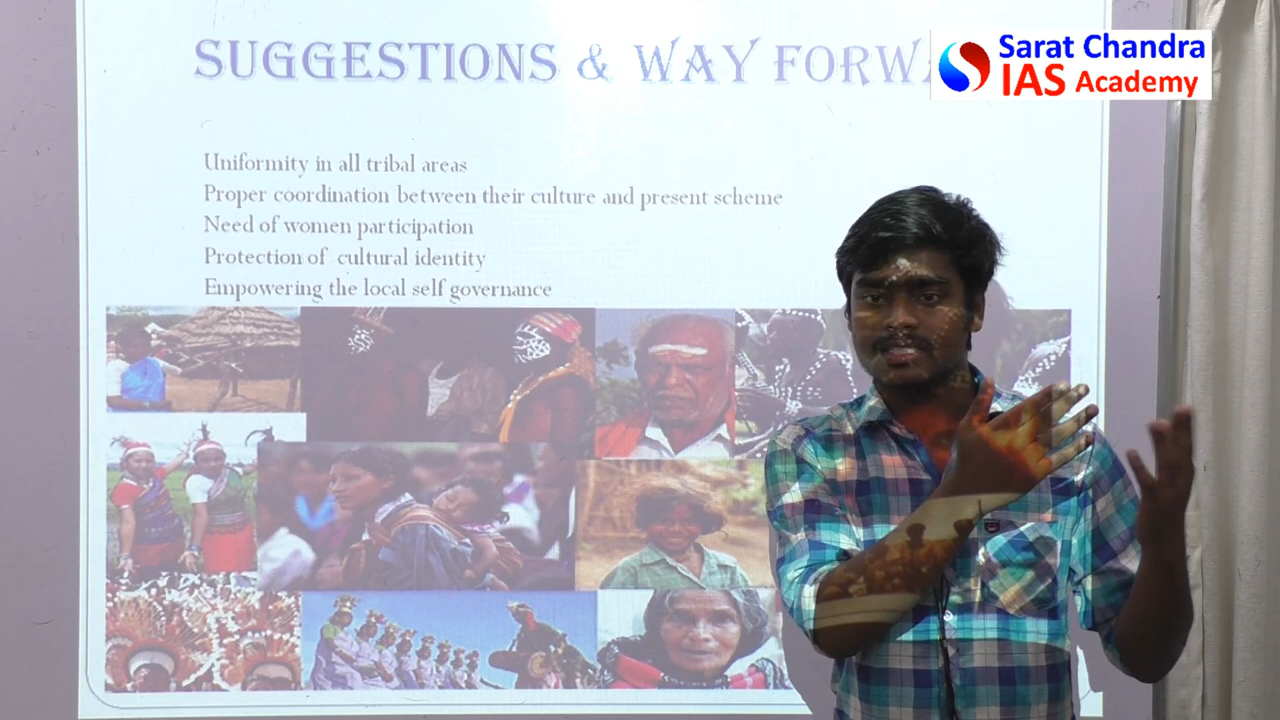 SUGGESTIONS & WAY
Sarat Chandra
IAS Academy
Uniformity in all tribal areas
Proper coordination between their culture and present scheme
Need of women participation
Protection of cultural identity
Empowering the local self governance